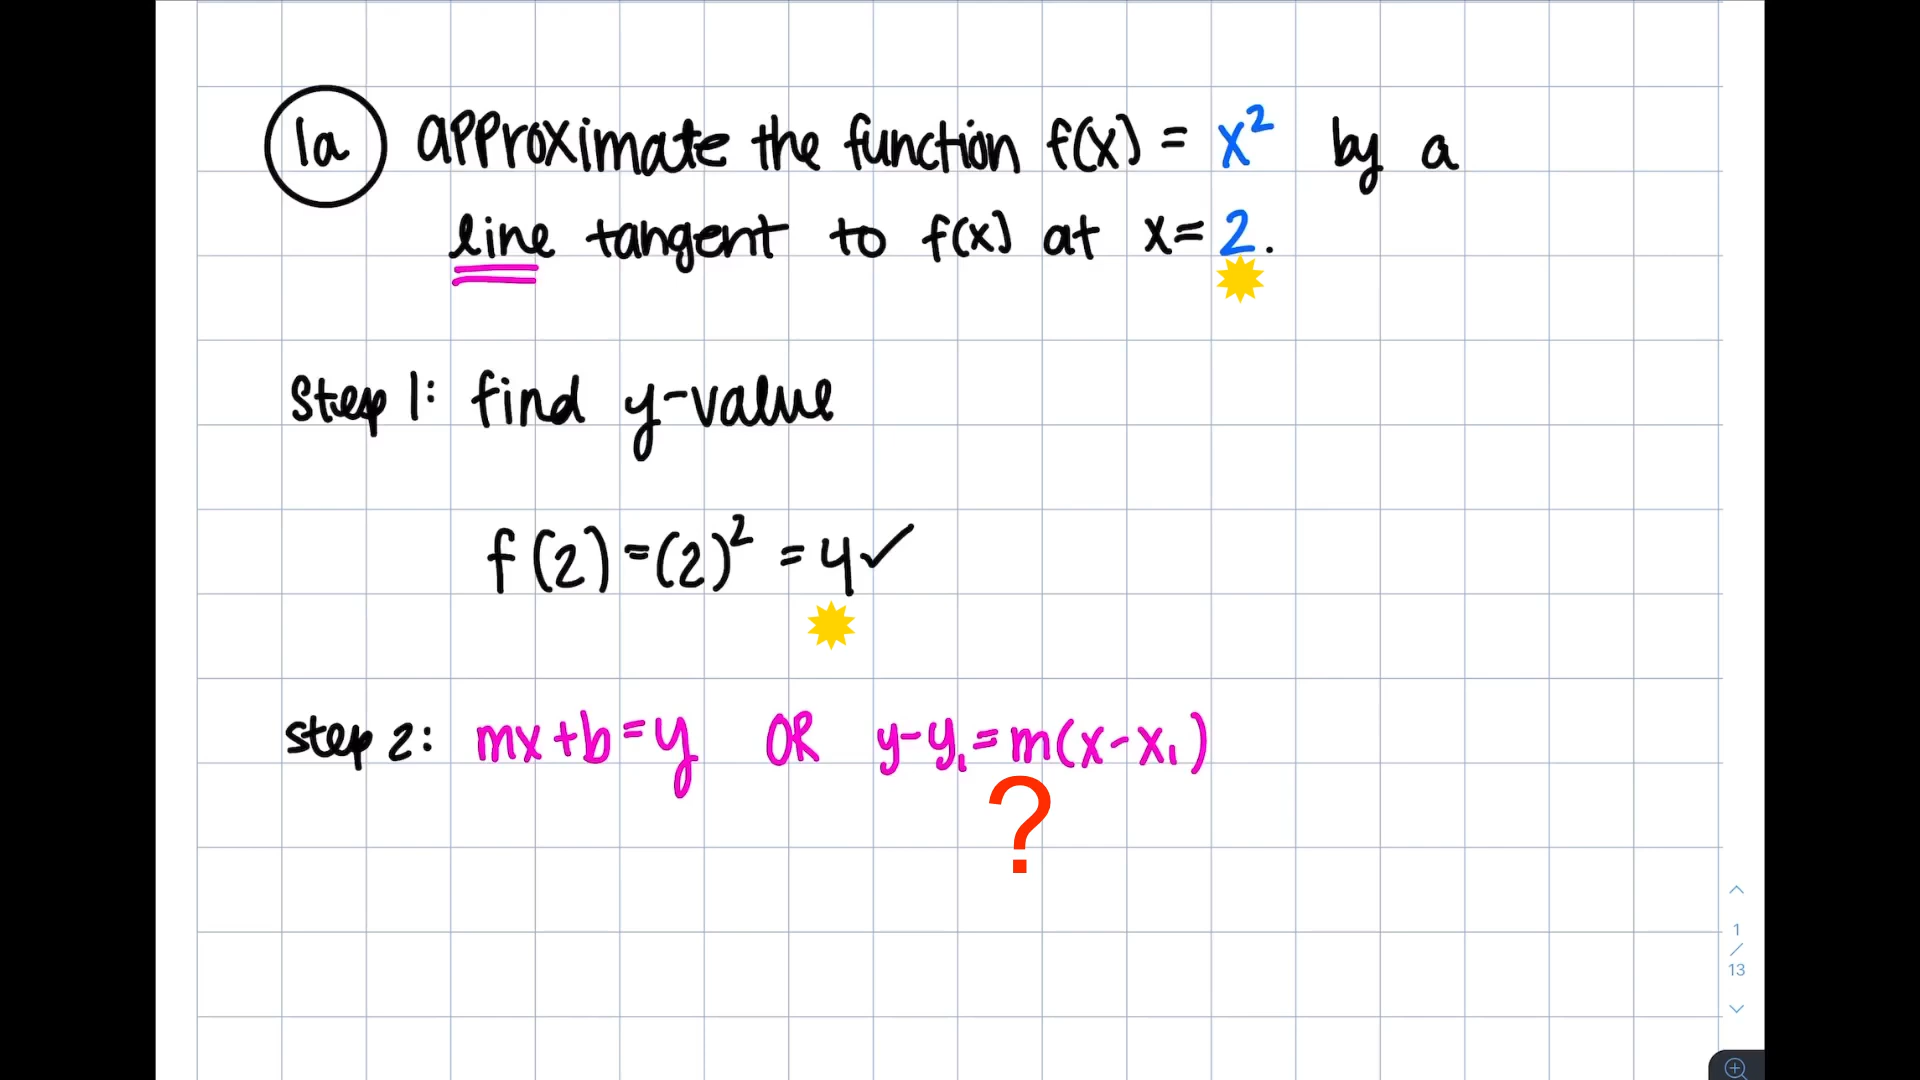 1a approximate the function f(x) = x² by a
line tangent to f(x) at x=2.
Step 1: find y-value
f(2)=(2)² =4✓
step 2: mx+b=y OR y-y₁=m(x-x₁)
?
1
/
13